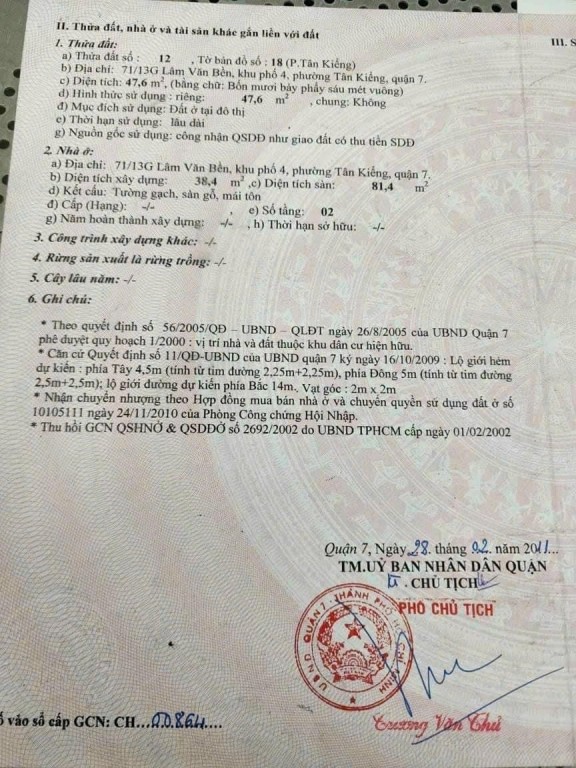 II. Thửa đất, nhà ở và tài sản khác gắn liền với đất
III. S
1. Thửa đất:
a) Thửa đất số : 12 , Tờ bản đồ số : 18 (P.Tân Kiểng)
b) Địa chỉ: 71/13G Lâm Văn Bền, khu phố 4, phường Tân Kiểng, quận 7.
c) Diện tích: 47,6 m², (bằng chữ: Bốn mươi bảy phẩy sáu mét vuông)
d) Hình thức sử dụng : riêng: 47,6 m² , chung: Không
đ) Mục đích sử dụng: Đất ở tại đô thị
e) Thời hạn sử dụng: lâu dài
g) Nguồn gốc sử dụng: công nhận QSDĐ như giao đất có thu tiền SDĐ
2. Nhà ở:
a) Địa chỉ: 71/13G Lâm Văn Bền, khu phố 4, phường Tân Kiểng, quận 7.
b) Diện tích xây dựng: 38,4 m² ,c) Diện tích sàn: 81,4 m²
d) Kết cấu: Tường gạch, sàn gỗ, mái tôn
đ) Cấp (Hạng): -/- , e) Số tầng: 02
g) Năm hoàn thành xây dựng: -/- , h) Thời hạn sở hữu: -/-
3. Công trình xây dựng khác: -/-
4. Rừng sản xuất là rừng trồng: -/-
5. Cây lâu năm: -/-
6. Ghi chú:
* Theo quyết định số 56/2005/QĐ – UBND – QLĐT ngày 26/8/2005 của UBND Quận 7
phê duyệt quy hoạch 1/2000 : vị trí nhà và đất thuộc khu dân cư hiện hữu.
* Căn cứ Quyết định số 11/QĐ-UBND của UBND quận 7 ký ngày 16/10/2009 : Lộ giới hẻm
dự kiến : phía Tây 4,5m (tính từ tim đường 2,25m+2,25m), phía Đông 5m (tính từ tim đường
2,5m+2,5m); lộ giới đường dự kiến phía Bắc 14m.. Vạt góc : 2m x 2m
* Nhận chuyển nhượng theo Hợp đồng mua bán nhà ở và chuyển quyền sử dụng đất ở số
10105111 ngày 24/11/2010 của Phòng Công chứng Hội Nhập.
* Thu hồi GCN QSHNỞ & QSDĐỞ số 2692/2002 do UBND TPHCM cấp ngày 01/02/2002
Quận 7, Ngày 28. tháng 02. năm 2011...
TM.UỶ BAN NHÂN DÂN QUẬN
KT . CHỦ TỊCH
PHÓ CHỦ TỊCH
U.B.N.D. QUẬN 7 . THÀNH PHỐ HỒ CHÍ MINH
Trương Văn Thủ
ố vào sổ cấp GCN: CH...00864....